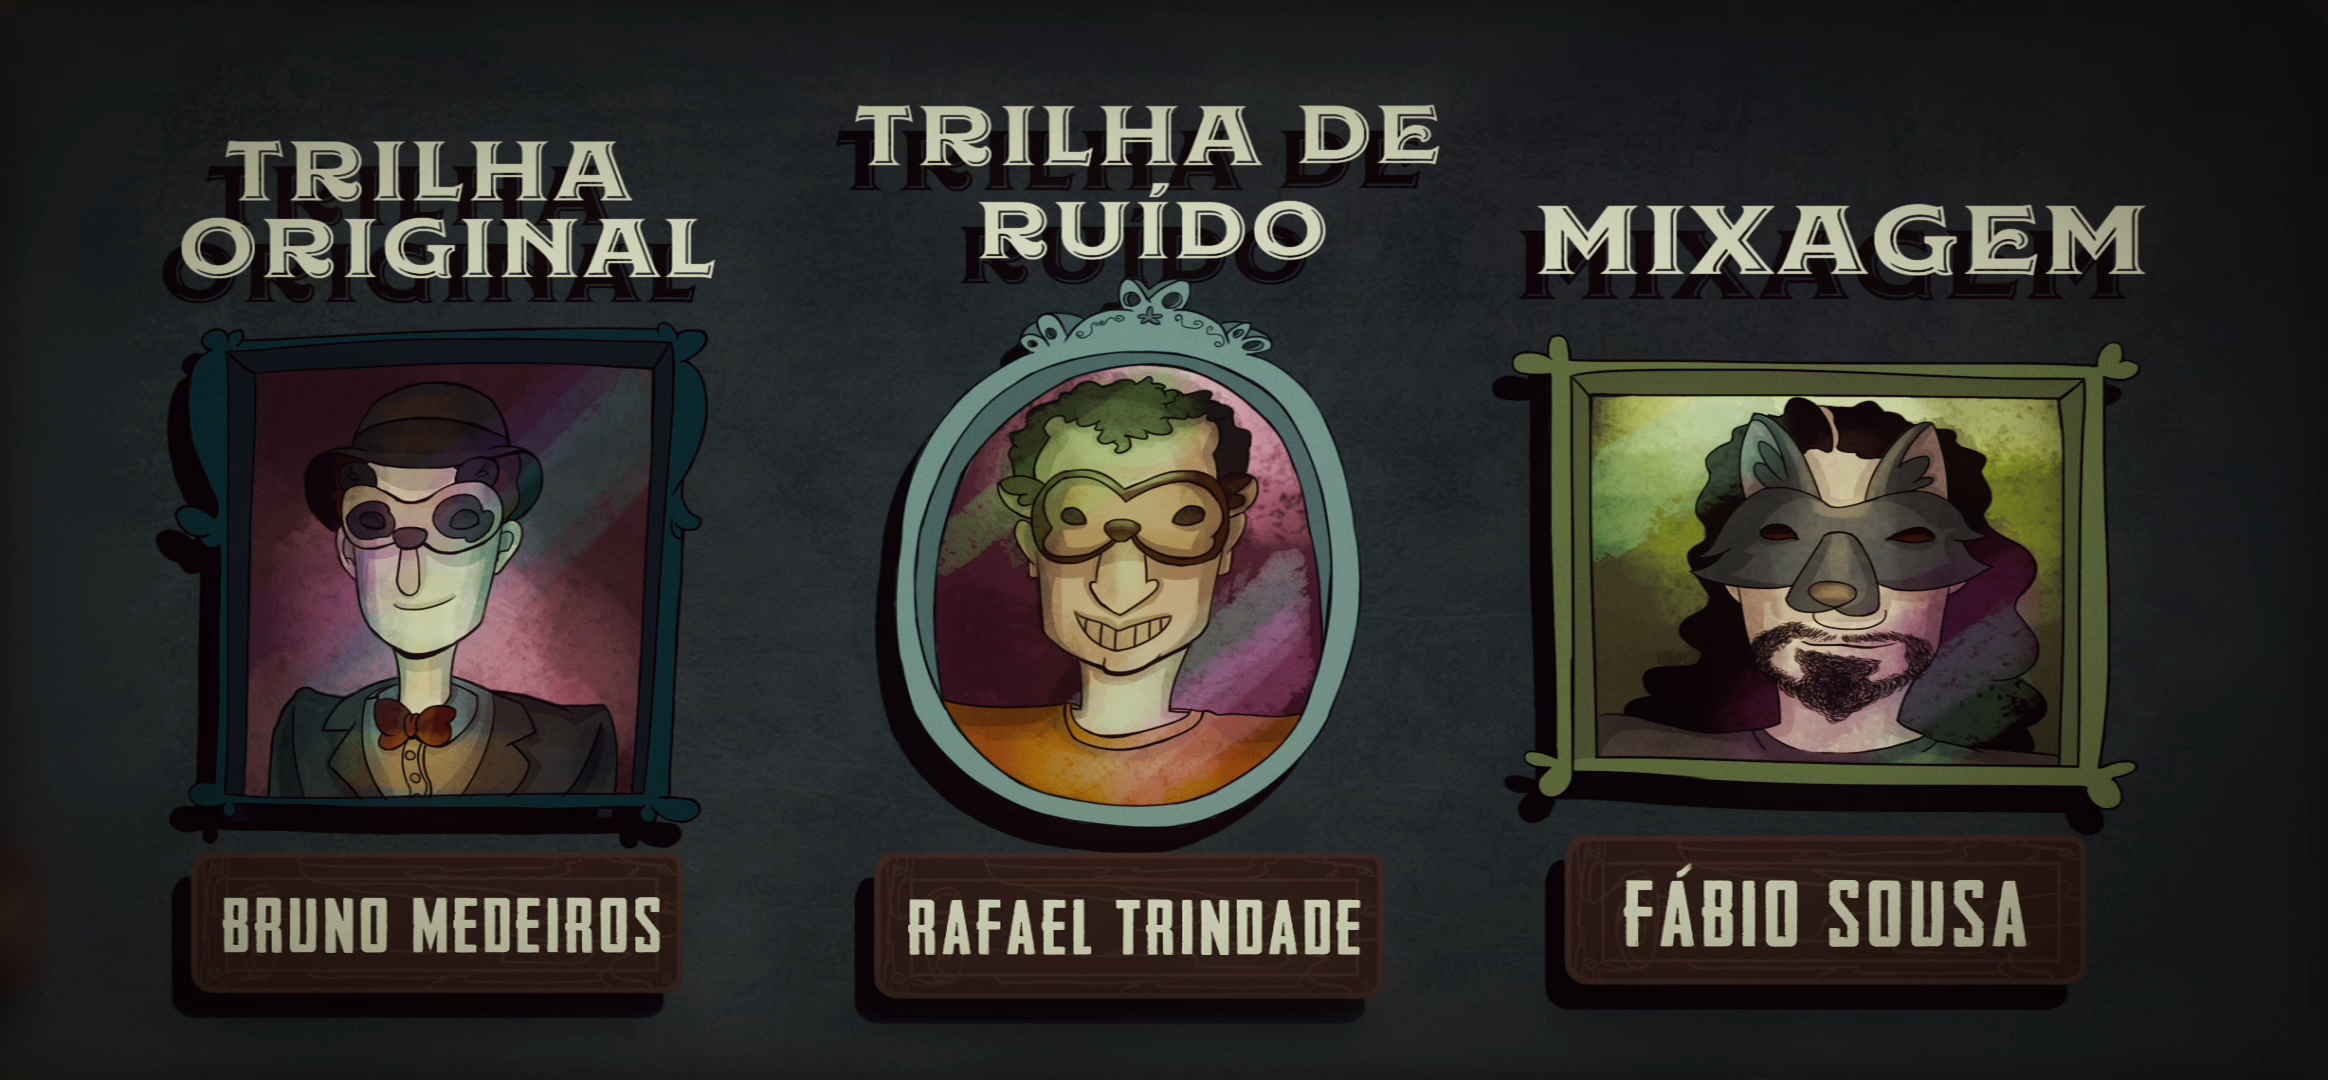 TRILHA
ORIGINAL
BRUNO MEDEIROS
TRILHA DE
RUÍDO
RAFAEL TRINDADE
MIXAGEM
FÁBIO SOUSA